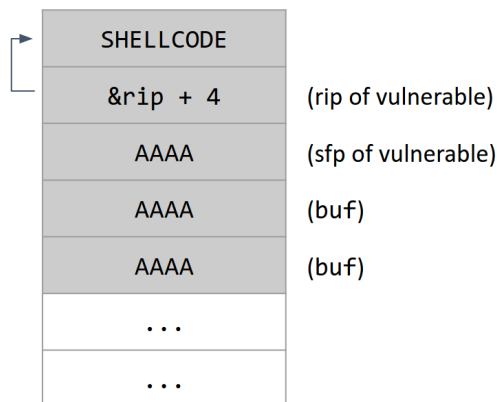 SHELLCODE
&rip + 4 (rip of vulnerable)
AAAA (sfp of vulnerable)
AAAA (buf)
AAAA (buf)
...
...